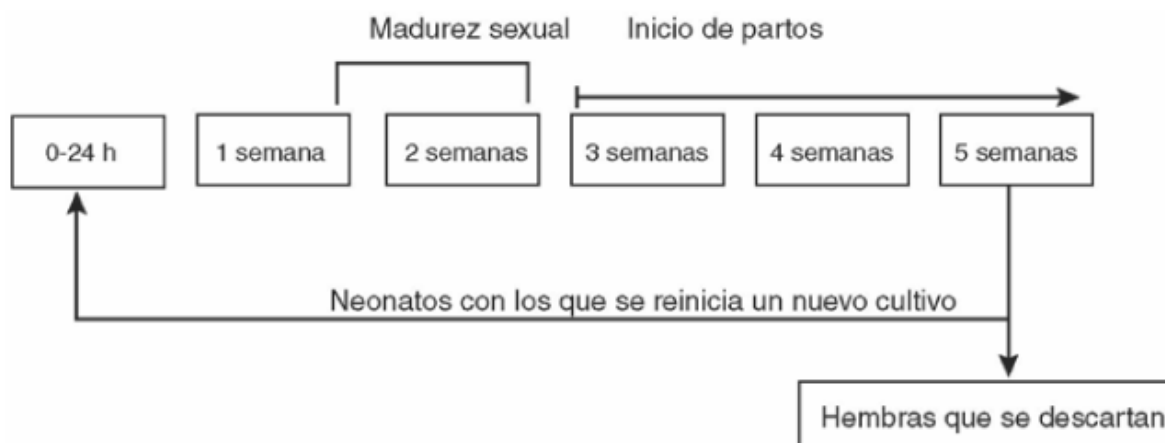 Madurez sexual
Inicio de partos
0-24 h
1 semana
2 semanas
3 semanas
4 semanas
5 semanas
Neonatos con los que se reinicia un nuevo cultivo
Hembras que se descartan